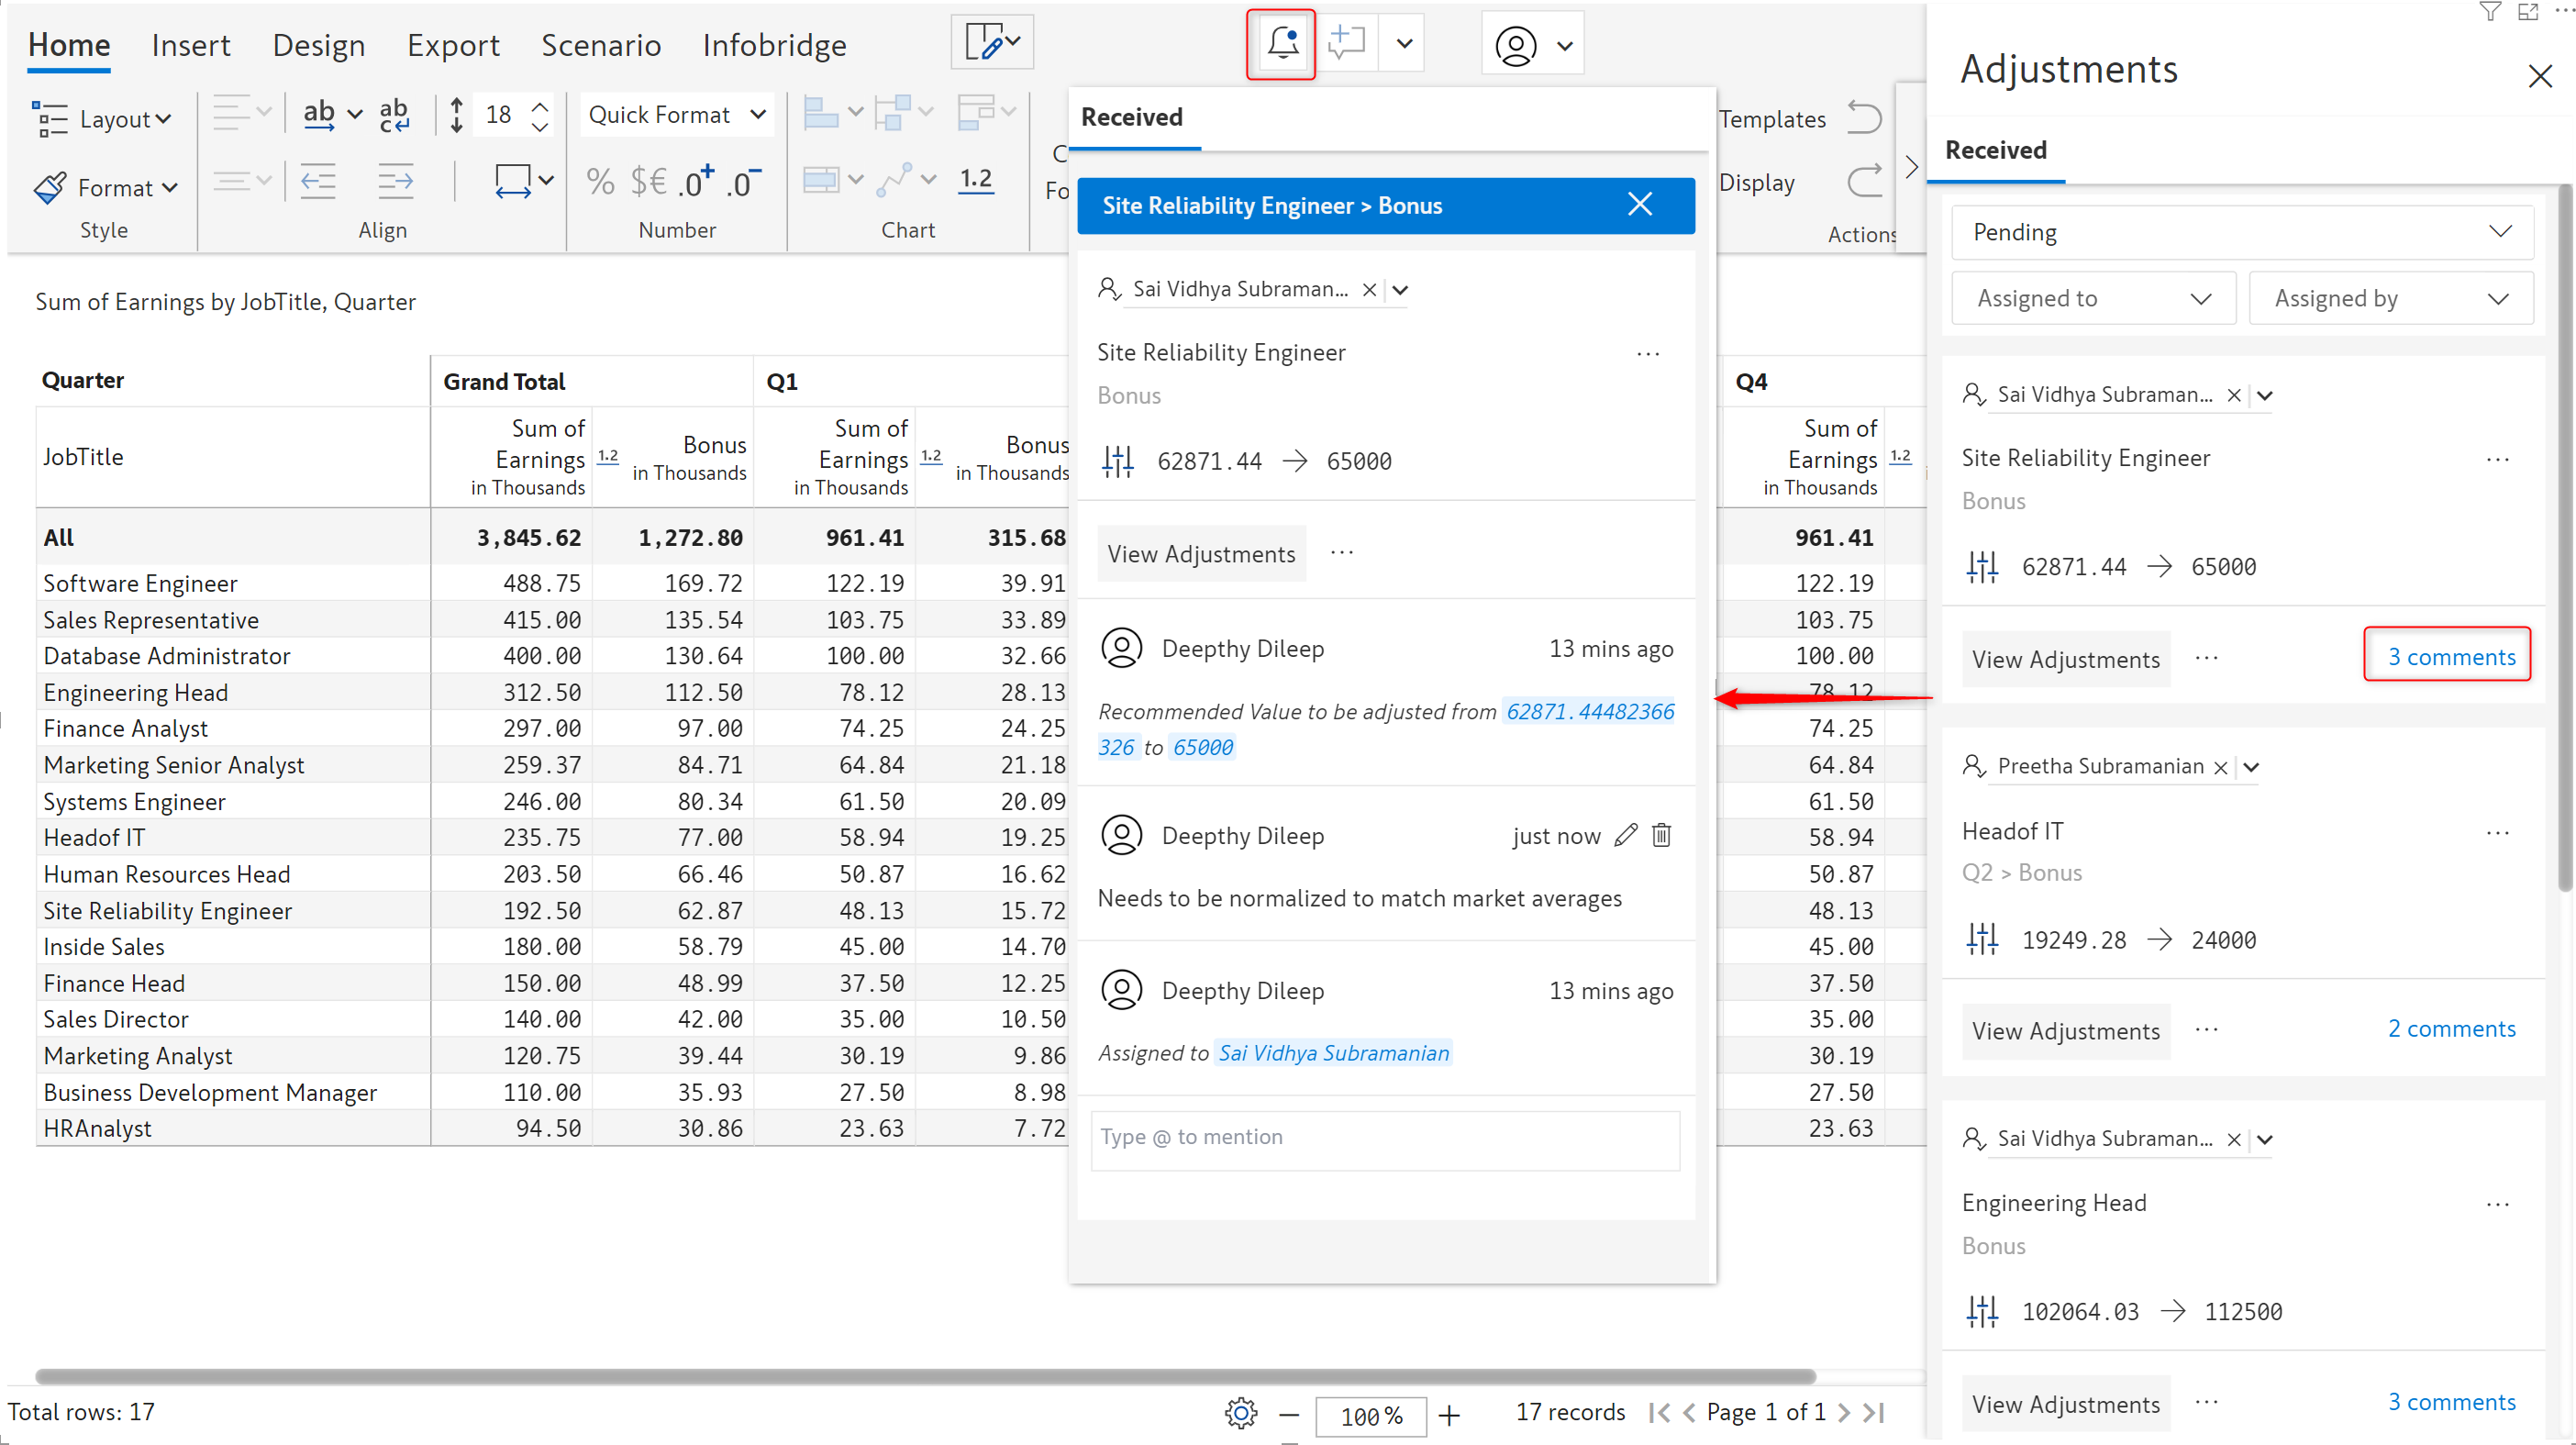 Home Insert Design Export Scenario Infobridge
Layout
Format
Style
ab
ab
c
18
Align
Quick Format
% $€ .0+ .0-
Number
1.2
Chart
C
Fo
Templates
Display
Actions
Sum of Earnings by JobTitle, Quarter
Quarter Grand Total Q1 Q4
JobTitle Sum of Earnings in Thousands 1.2 Bonus in Thousands Sum of Earnings in Thousands 1.2 Bonus in Thousands Sum of Earnings in Thousands 1.2
All 3,845.62 1,272.80 961.41 315.68 961.41
Software Engineer 488.75 169.72 122.19 39.91 122.19
Sales Representative 415.00 135.54 103.75 33.89 103.75
Database Administrator 400.00 130.64 100.00 32.66 100.00
Engineering Head 312.50 112.50 78.12 28.13 78.12
Finance Analyst 297.00 97.00 74.25 24.25 74.25
Marketing Senior Analyst 259.37 84.71 64.84 21.18 64.84
Systems Engineer 246.00 80.34 61.50 20.09 61.50
Headof IT 235.75 77.00 58.94 19.25 58.94
Human Resources Head 203.50 66.46 50.87 16.62 50.87
Site Reliability Engineer 192.50 62.87 48.13 15.72 48.13
Inside Sales 180.00 58.79 45.00 14.70 45.00
Finance Head 150.00 48.99 37.50 12.25 37.50
Sales Director 140.00 42.00 35.00 10.50 35.00
Marketing Analyst 120.75 39.44 30.19 9.86 30.19
Business Development Manager 110.00 35.93 27.50 8.98 27.50
HRAnalyst 94.50 30.86 23.63 7.72 23.63
Total rows: 17
100 %
17 records
Page 1 of 1
Received
Site Reliability Engineer > Bonus
Sai Vidhya Subraman...
Site Reliability Engineer
Bonus
62871.44 → 65000
View Adjustments ...
Deepthy Dileep 13 mins ago
Recommended Value to be adjusted from 62871.44482366
326 to 65000
Deepthy Dileep just now
Needs to be normalized to match market averages
Deepthy Dileep 13 mins ago
Assigned to Sai Vidhya Subramanian
Type @ to mention
Adjustments
Received
Pending
Assigned to Assigned by
Sai Vidhya Subraman...
Site Reliability Engineer
Bonus
62871.44 → 65000
View Adjustments ... 3 comments
Preetha Subramanian
Headof IT
Q2 > Bonus
19249.28 → 24000
View Adjustments ... 2 comments
Sai Vidhya Subraman...
Engineering Head
Bonus
102064.03 → 112500
View Adjustments ... 3 comments